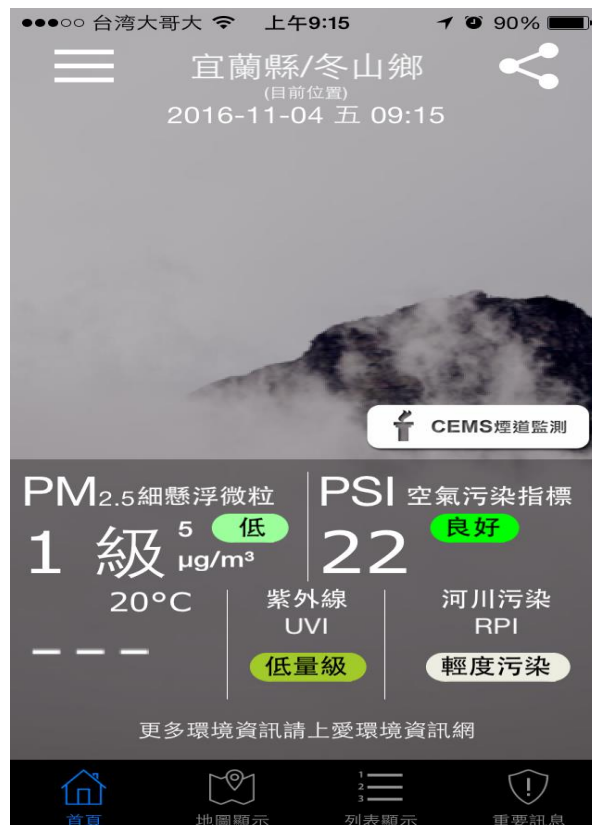 ●●●○○ 台湾大哥大 上午9:15 90%
宜蘭縣/冬山鄉
(目前位置)
2016-11-04 五 09:15
CEMS煙道監測
PM2.5細懸浮微粒
1 級 5 μg/m³ 低
PSI 空氣污染指標
22 良好
20°C
– – –
紫外線
UVI
低量級
河川污染
RPI
輕度污染
更多環境資訊請上愛環境資訊網
首頁 地圖顯示 列表顯示 重要訊息